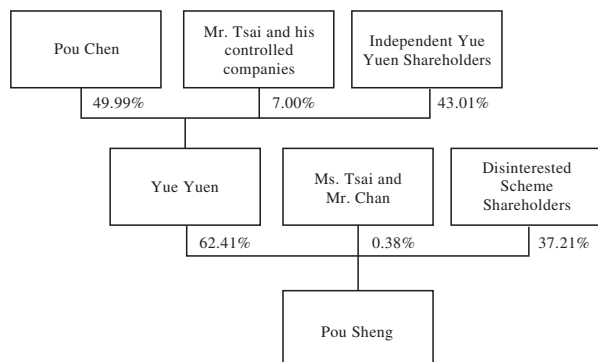 Pou Chen
Mr. Tsai and his
controlled
companies
Independent Yue
Yuen Shareholders
49.99%
7.00%
43.01%
Yue Yuen
Ms. Tsai and
Mr. Chan
Disinterested
Scheme
Shareholders
62.41%
0.38%
37.21%
Pou Sheng